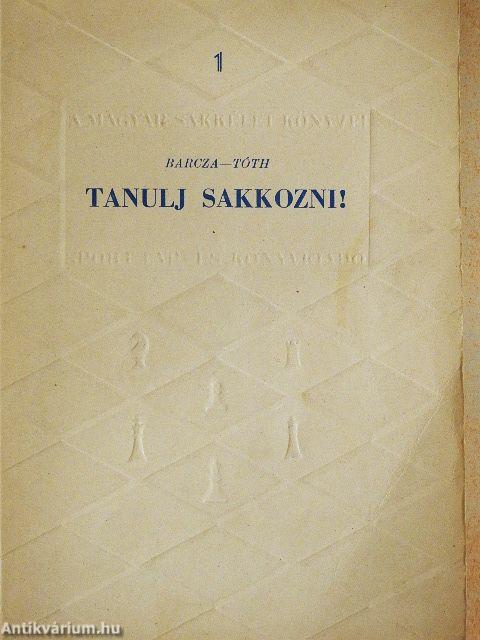 1
A MAGYAR SAKKÉLET KÖNYVEI
BARCZA—TÓTH
TANULJ SAKKOZNI!
SPORT LAP- ÉS KÖNYVKIADÓ
Antikvárium.hu